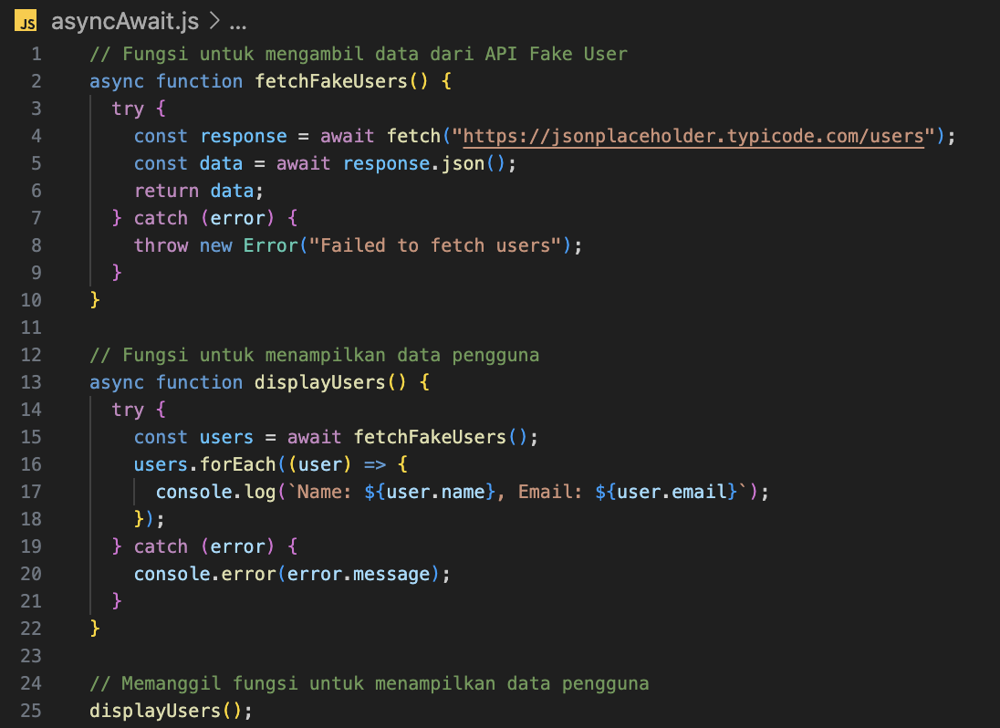 JS asyncAwait.js > ...
1 // Fungsi untuk mengambil data dari API Fake User
2 async function fetchFakeUsers() {
3   try {
4     const response = await fetch("https://jsonplaceholder.typicode.com/users");
5     const data = await response.json();
6     return data;
7   } catch (error) {
8     throw new Error("Failed to fetch users");
9   }
10 }
11
12 // Fungsi untuk menampilkan data pengguna
13 async function displayUsers() {
14   try {
15     const users = await fetchFakeUsers();
16     users.forEach((user) => {
17       console.log(`Name: ${user.name}, Email: ${user.email}`);
18     });
19   } catch (error) {
20     console.error(error.message);
21   }
22 }
23
24 // Memanggil fungsi untuk menampilkan data pengguna
25 displayUsers();